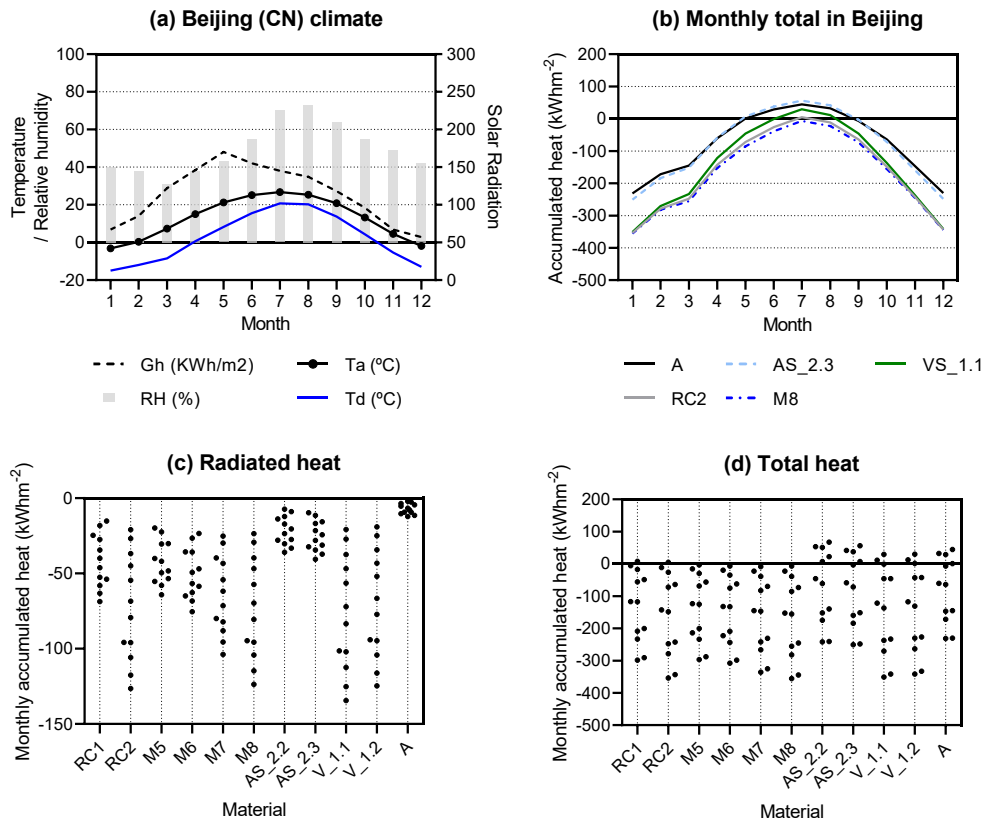 (a) Beijing (CN) climate
100
80
60
40
20
0
-20
Temperature
/ Relative humidity
300
250
200
150
100
50
0
Solar Radiation
1 2 3 4 5 6 7 8 9 10 11 12
Month
Gh (KWh/m2)
Ta (ºC)
RH (%)
Td (ºC)
(b) Monthly total in Beijing
200
100
0
-100
-200
-300
-400
-500
Accumulated heat (kWhm-2)
1 2 3 4 5 6 7 8 9 10 11 12
Month
A
AS_2.3
VS_1.1
RC2
M8
(c) Radiated heat
0
-50
-100
-150
Monthly accumulated heat (kWhm-2)
RC1 RC2 M5 M6 M7 M8 AS_2.2 AS_2.3 V_1.1 V_1.2 A
Material
(d) Total heat
200
100
0
-100
-200
-300
-400
-500
Monthly accumulated heat (kWhm-2)
RC1 RC2 M5 M6 M7 M8 AS_2.2 AS_2.3 V_1.1 V_1.2 A
Material